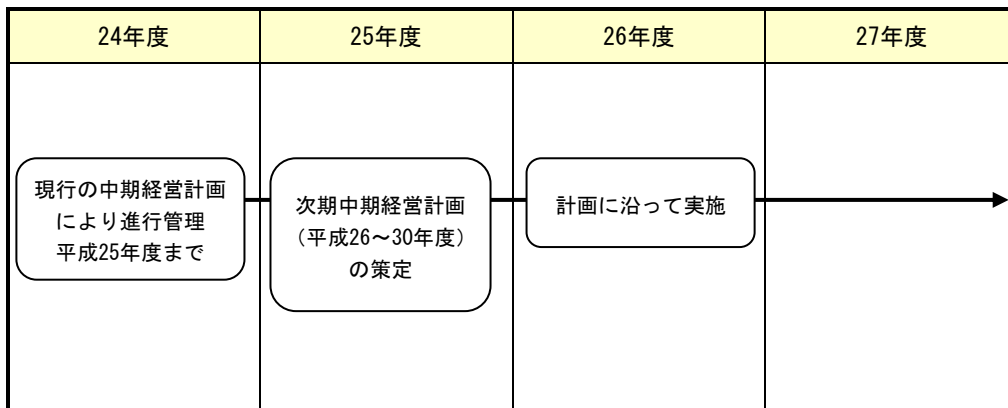 24年度
25年度
26年度
27年度
現行の中期経営計画
により進行管理
平成25年度まで
次期中期経営計画
(平成26～30年度)
の策定
計画に沿って実施